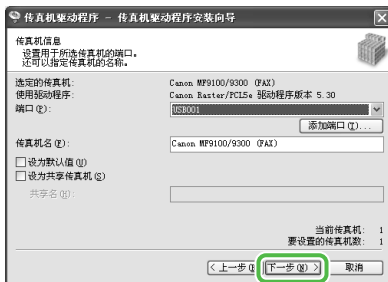 传真机驱动程序 - 传真机驱动程序安装向导
传真机信息
设置用于所选传真机的端口。
还可以指定传真机的名称。
选定的传真机: Canon MF9100/9300 (FAX)
使用驱动程序: Canon Raster/PCL5e 驱动程序版本 5.30
端口(P): USB001
添加端口(T)...
传真机名(F): Canon MF9100/9300 (FAX)
设为默认值(U)
设为共享传真机(S)
共享名(H):
当前传真机: 1
要设置的传真机数: 1
<上一步 下一步(N)> 取消